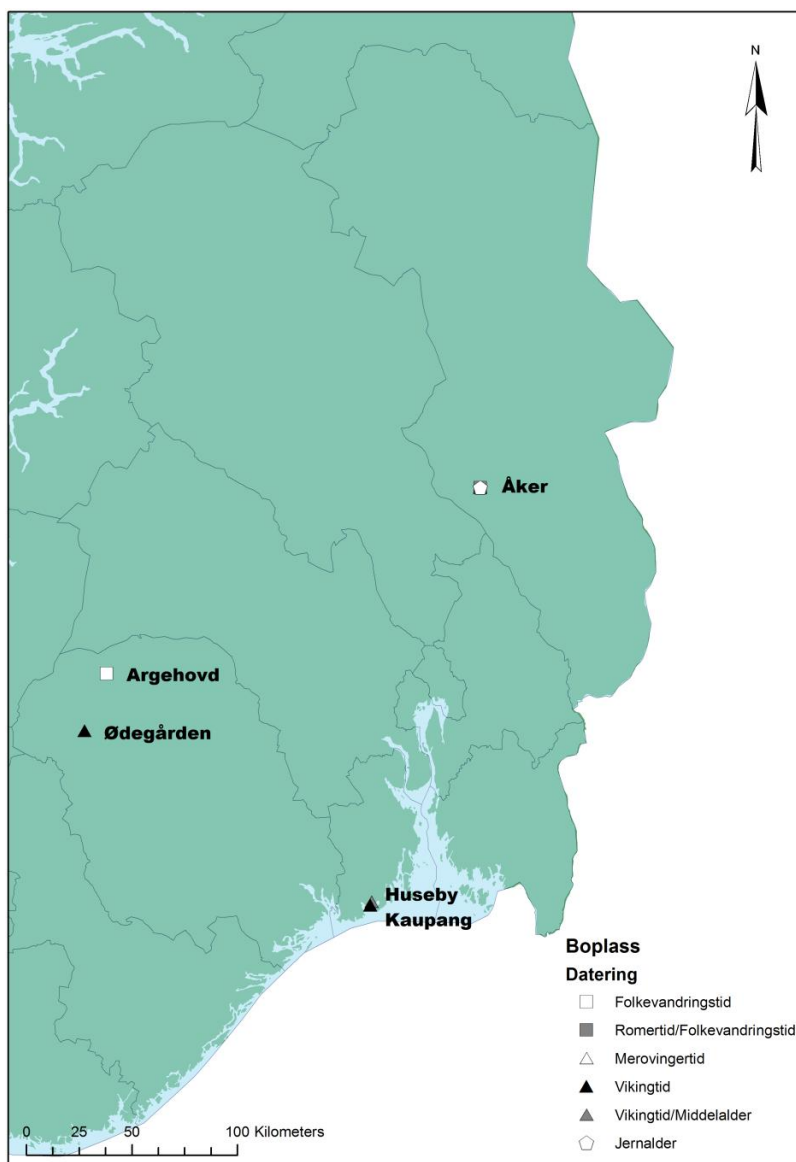 N
Åker
Argehovd
Ødegården
Huseby
Kaupang
Boplass
Datering
Folkevandringstid
Romertid/Folkevandringstid
Merovingertid
Vikingtid
Vikingtid/Middelalder
Jernalder
0 25 50 100 Kilometers